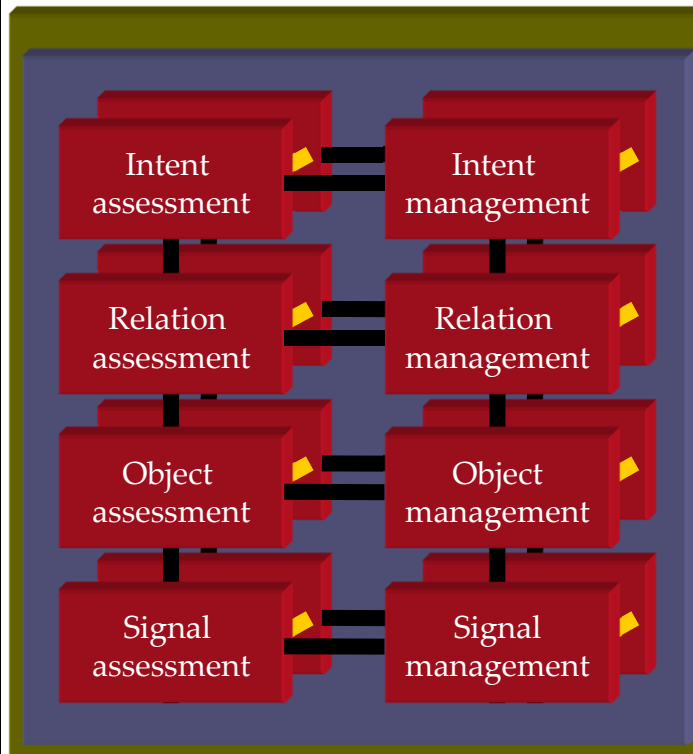 Intent
assessment
Intent
management
Relation
assessment
Relation
management
Object
assessment
Object
management
Signal
assessment
Signal
management